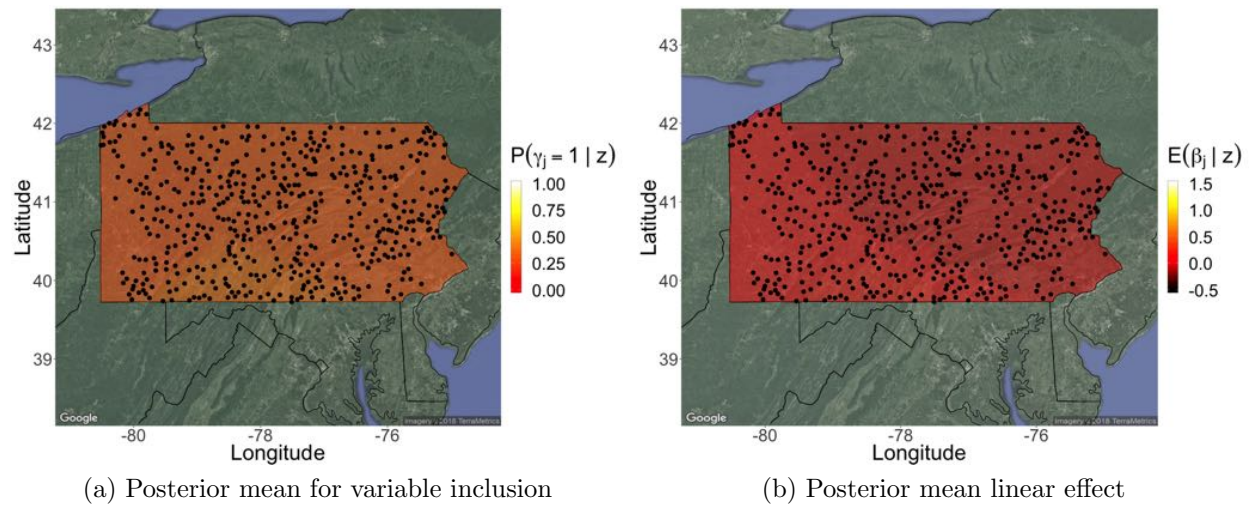 43
42
41
40
39
Latitude
-80
-78
-76
Longitude
Google
Imagery ©2018 TerraMetrics
P(γj = 1 | z)
1.00
0.75
0.50
0.25
0.00
(a) Posterior mean for variable inclusion
43
42
41
40
39
Latitude
-80
-78
-76
Longitude
Google
Imagery ©2018 TerraMetrics
E(βj | z)
1.5
1.0
0.5
0.0
-0.5
(b) Posterior mean linear effect